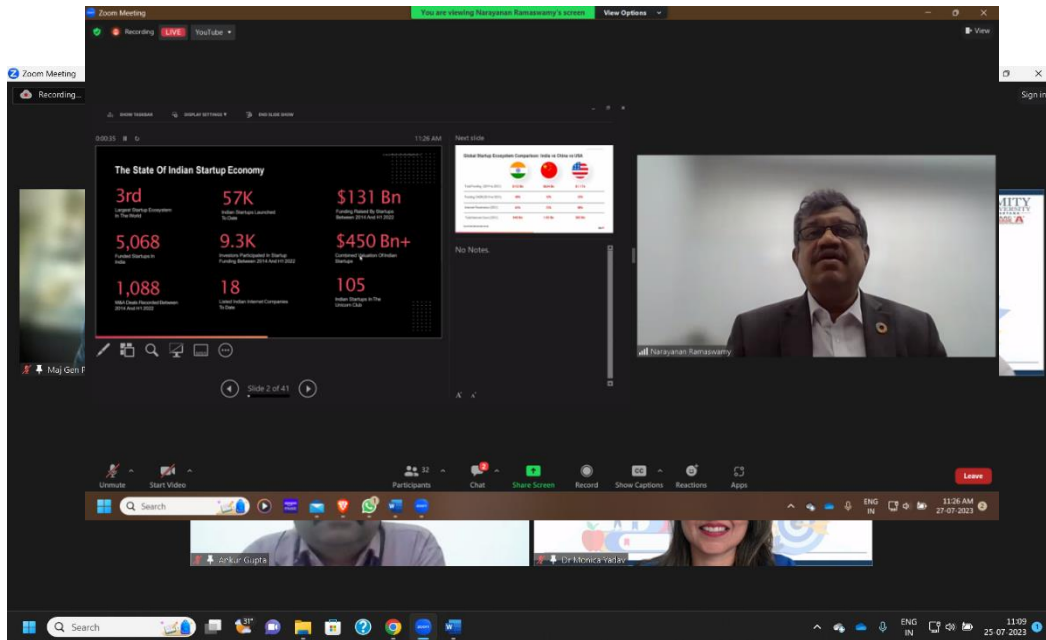 Zoom Meeting
You are viewing Narayanan Ramaswamy's screen
View Options
Recording
LIVE
YouTube
View
Zoom Meeting
Recording...
Sign in
SHOW TASKBAR
DISPLAY SETTINGS
END SLIDE SHOW
0:00:35
11:26 AM
Next slide
The State Of Indian Startup Economy
3rd
Largest Startup Ecosystem
In The World
57K
Indian Startups Launched
To Date
$131 Bn
Funding Raised By Startups
Between 2014 And H1 2022
5,068
Funded Startups In
India
9.3K
Investors Participated In Startup
Funding Between 2014 And H1 2022
$450 Bn+
Combined Valuation Of Indian
Startups
1,088
M&A Deals Recorded Between
2014 And H1 2022
18
Listed Indian Internet Companies
To Date
105
Indian Startups In The
Unicorn Club
Global Startup Ecosystem Comparison: India vs China vs USA
No Notes.
Slide 2 of 41
Narayanan Ramaswamy
MITY
Maj Gen P
Unmute
Start Video
32
Participants
2
Chat
Share Screen
Record
CC
Show Captions
Reactions
Apps
Leave
Search
ENG
IN
11:26 AM
27-07-2023
Ankur Gupta
Dr Monica Yadav
Search
31°
ENG
IN
11:09
25-07-2023